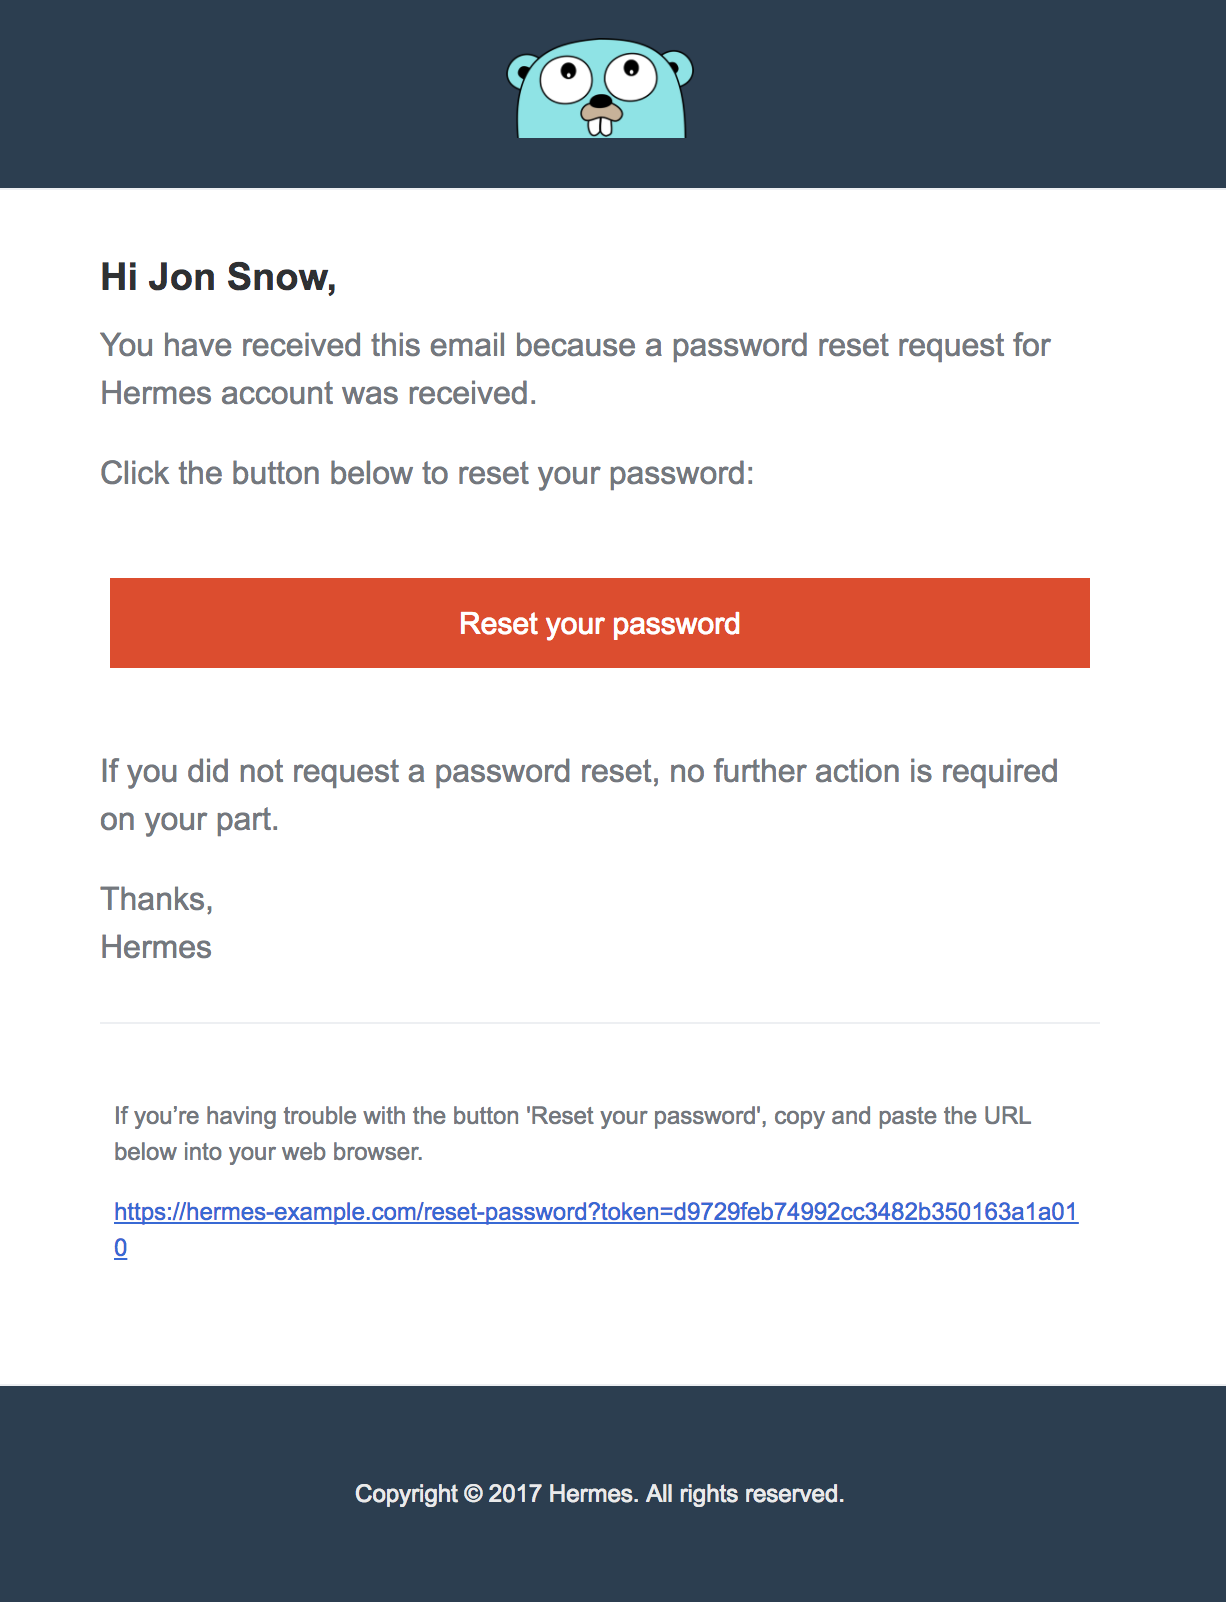 Hi Jon Snow,
You have received this email because a password reset request for
Hermes account was received.
Click the button below to reset your password:
Reset your password
If you did not request a password reset, no further action is required
on your part.
Thanks,
Hermes
If you’re having trouble with the button 'Reset your password', copy and paste the URL
below into your web browser.
https://hermes-example.com/reset-password?token=d9729feb74992cc3482b350163a1a01
0
Copyright © 2017 Hermes. All rights reserved.